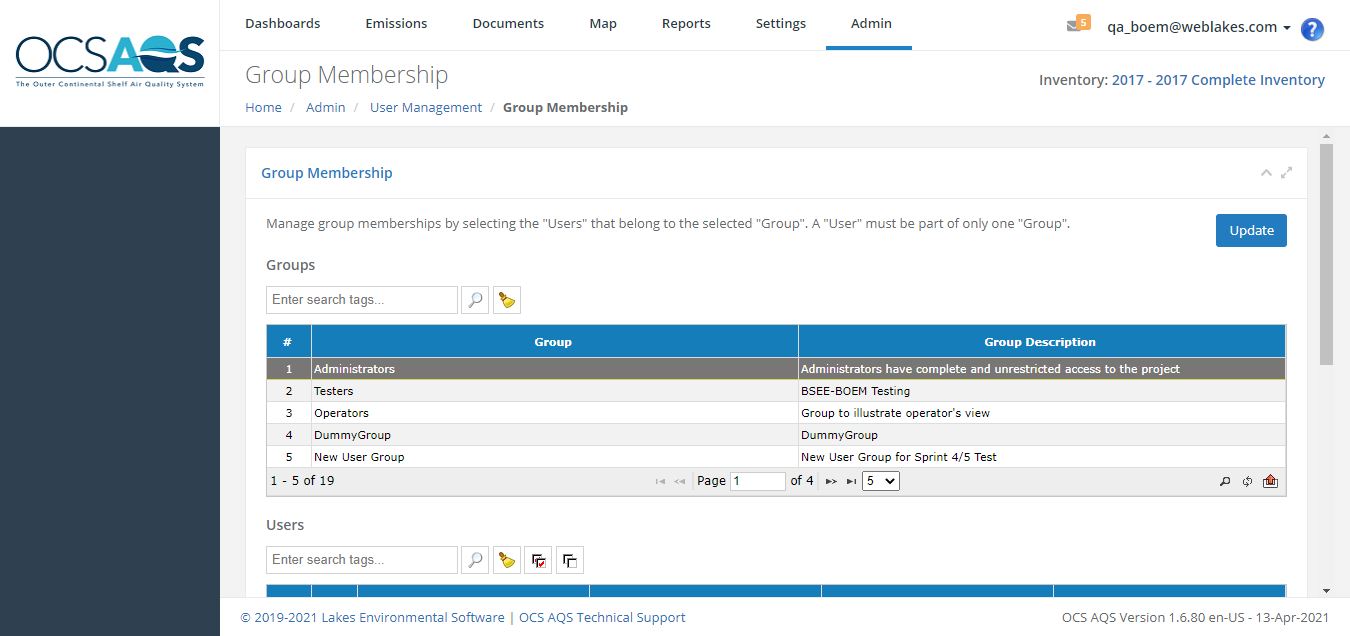 OCSAQS
The Outer Continental Shelf Air Quality System
Dashboards Emissions Documents Map Reports Settings Admin
5 qa_boem@weblakes.com ?
Group Membership
Inventory: 2017 - 2017 Complete Inventory
Home / Admin / User Management / Group Membership
Group Membership
Manage group memberships by selecting the "Users" that belong to the selected "Group". A "User" must be part of only one "Group".
Update
Groups
Enter search tags...
# Group Group Description
1 Administrators Administrators have complete and unrestricted access to the project
2 Testers BSEE-BOEM Testing
3 Operators Group to illustrate operator's view
4 DummyGroup DummyGroup
5 New User Group New User Group for Sprint 4/5 Test
1 - 5 of 19 Page 1 of 4 5
Users
Enter search tags...
© 2019-2021 Lakes Environmental Software | OCS AQS Technical Support
OCS AQS Version 1.6.80 en-US - 13-Apr-2021